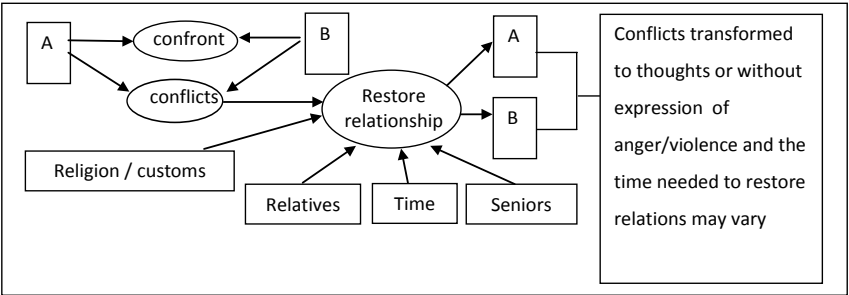 A
confront
B
conflicts
Religion / customs
Restore
relationship
Relatives
Time
Seniors
A
B
Conflicts transformed
to thoughts or without
expression of
anger/violence and the
time needed to restore
relations may vary